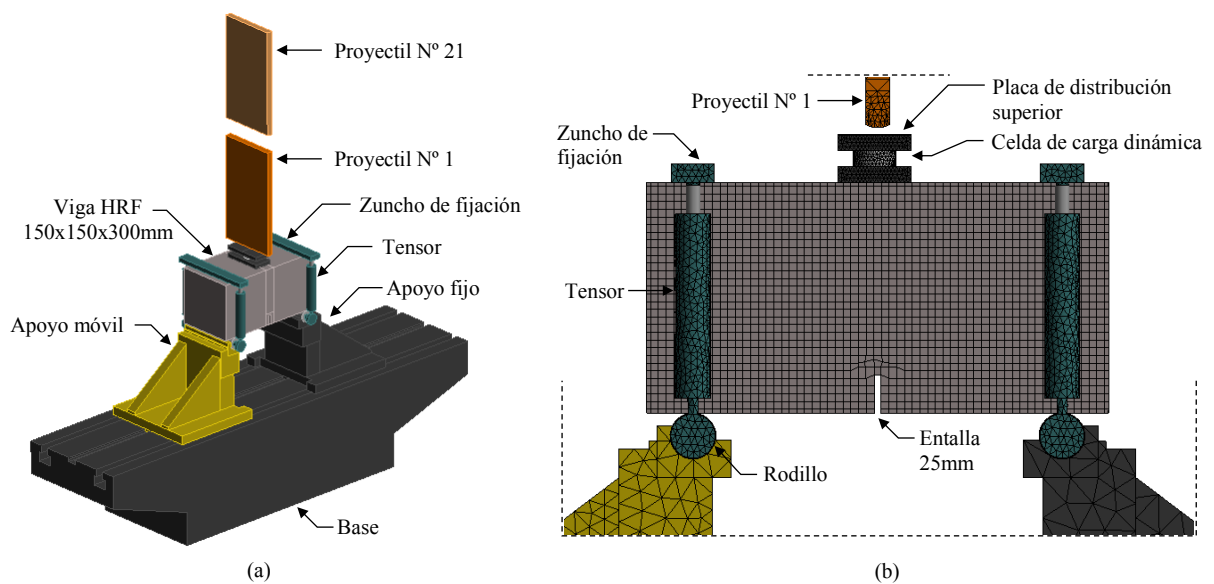 Proyectil Nº 21
Proyectil Nº 1
Viga HRF
150x150x300mm
Zuncho de fijación
Tensor
Apoyo fijo
Apoyo móvil
Base
(a)
Proyectil Nº 1
Placa de distribución
superior
Zuncho de
fijación
Celda de carga dinámica
Tensor
Entalla
25mm
Rodillo
(b)